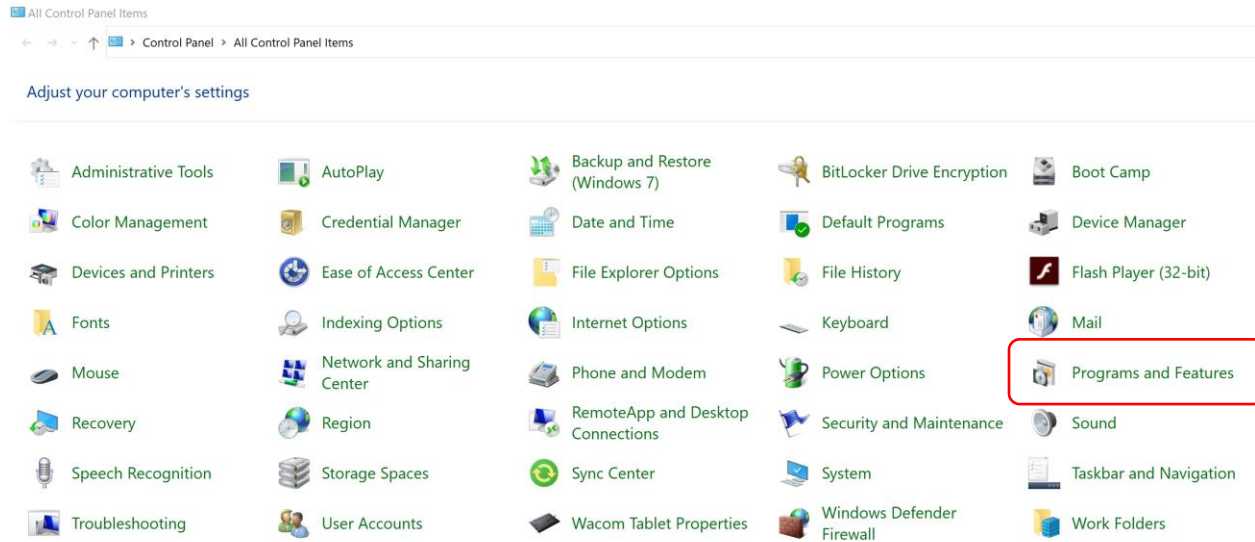 All Control Panel Items
Control Panel > All Control Panel Items
Adjust your computer's settings
Administrative Tools
AutoPlay
Backup and Restore
(Windows 7)
BitLocker Drive Encryption
Boot Camp
Color Management
Credential Manager
Date and Time
Default Programs
Device Manager
Devices and Printers
Ease of Access Center
File Explorer Options
File History
Flash Player (32-bit)
Fonts
Indexing Options
Internet Options
Keyboard
Mail
Mouse
Network and Sharing
Center
Phone and Modem
Power Options
Programs and Features
Recovery
Region
RemoteApp and Desktop
Connections
Security and Maintenance
Sound
Speech Recognition
Storage Spaces
Sync Center
System
Taskbar and Navigation
Troubleshooting
User Accounts
Wacom Tablet Properties
Windows Defender
Firewall
Work Folders